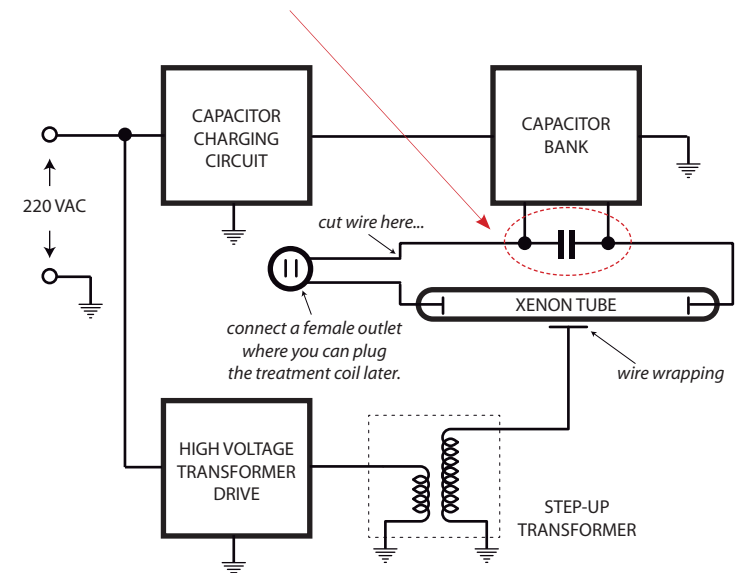 CAPACITOR
CHARGING
CIRCUIT
CAPACITOR
BANK
220 VAC
cut wire here...
XENON TUBE
connect a female outlet
where you can plug
the treatment coil later.
wire wrapping
HIGH VOLTAGE
TRANSFORMER
DRIVE
STEP-UP
TRANSFORMER